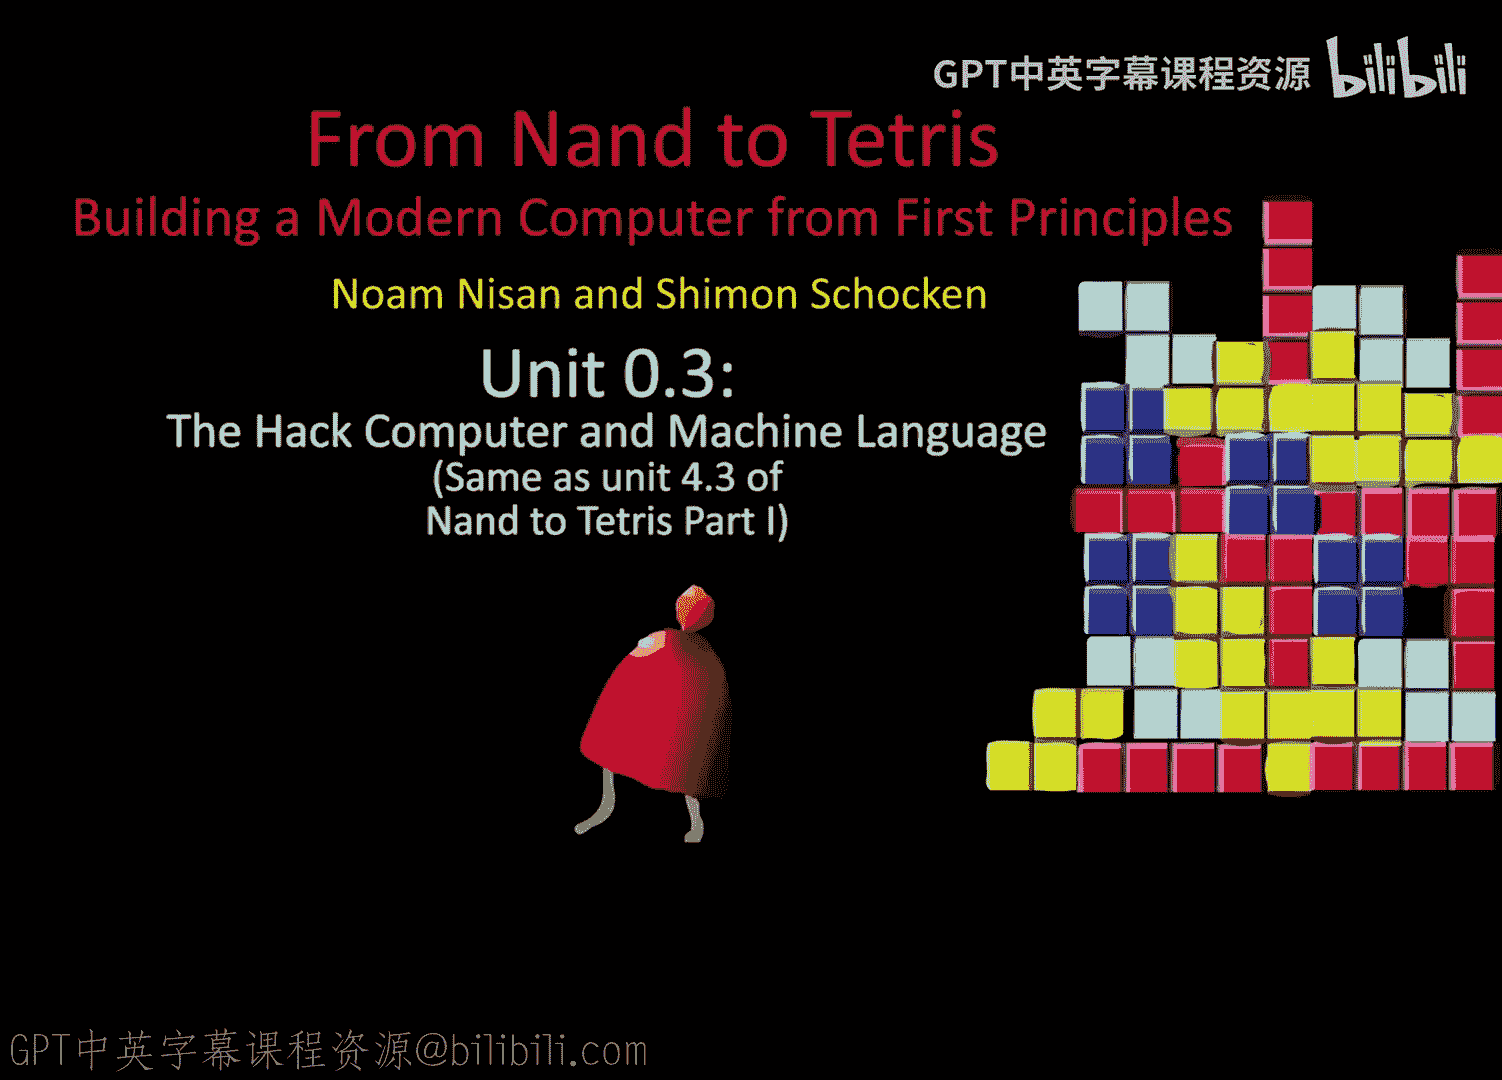 GPT中英字幕课程资源 bilibili
From Nand to Tetris
Building a Modern Computer from First Principles
Noam Nisan and Shimon Schocken
Unit 0.3:
The Hack Computer and Machine Language
(Same as unit 4.3 of
Nand to Tetris Part I)
GPT中英字幕课程资源@bilibili.com